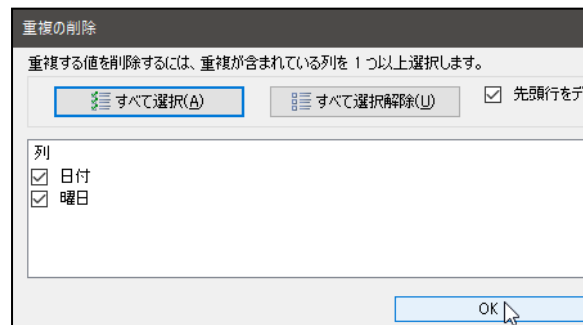 重複の削除
重複する値を削除するには、重複が含まれている列を 1 つ以上選択します。
すべて選択(A) すべて選択解除(U) 先頭行をデ
列
日付
曜日
OK